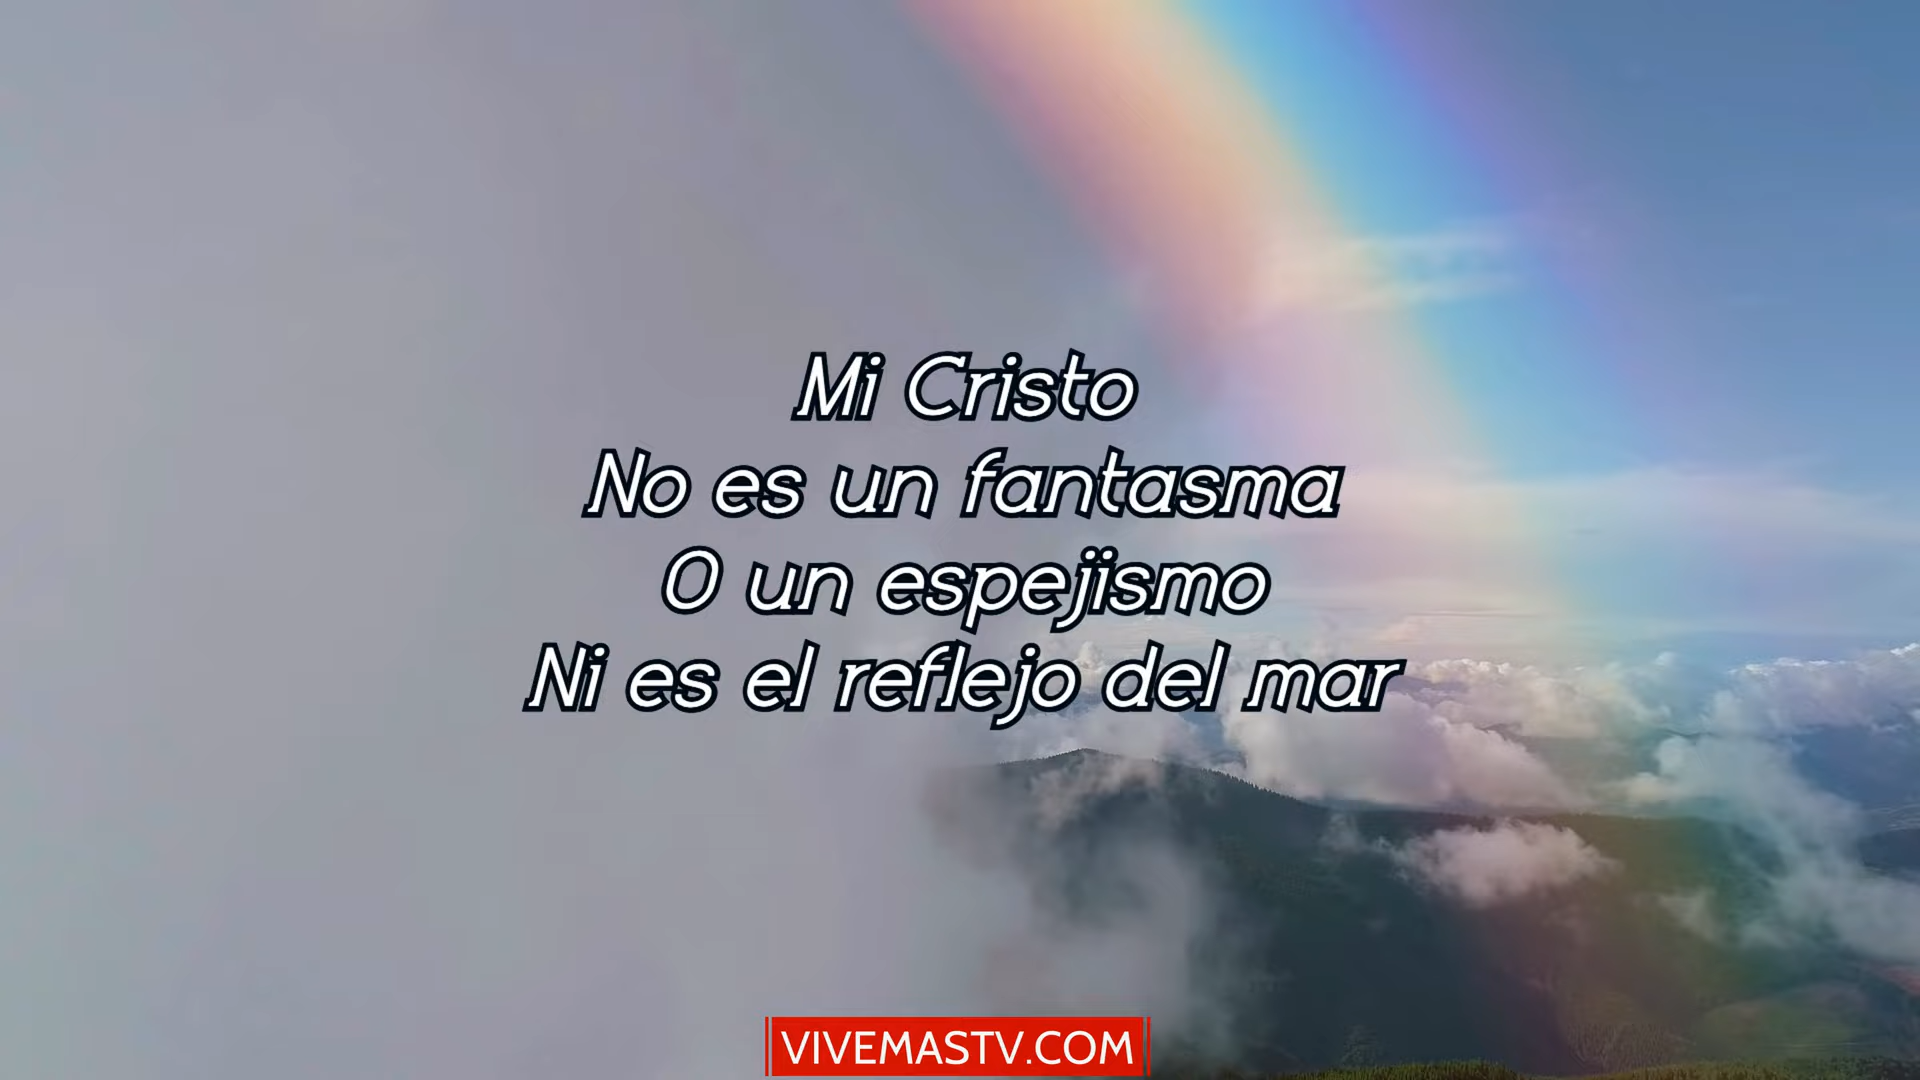 Mi Cristo
No es un fantasma
O un espejismo
Ni es el reflejo del mar
VIVEMASTV.COM